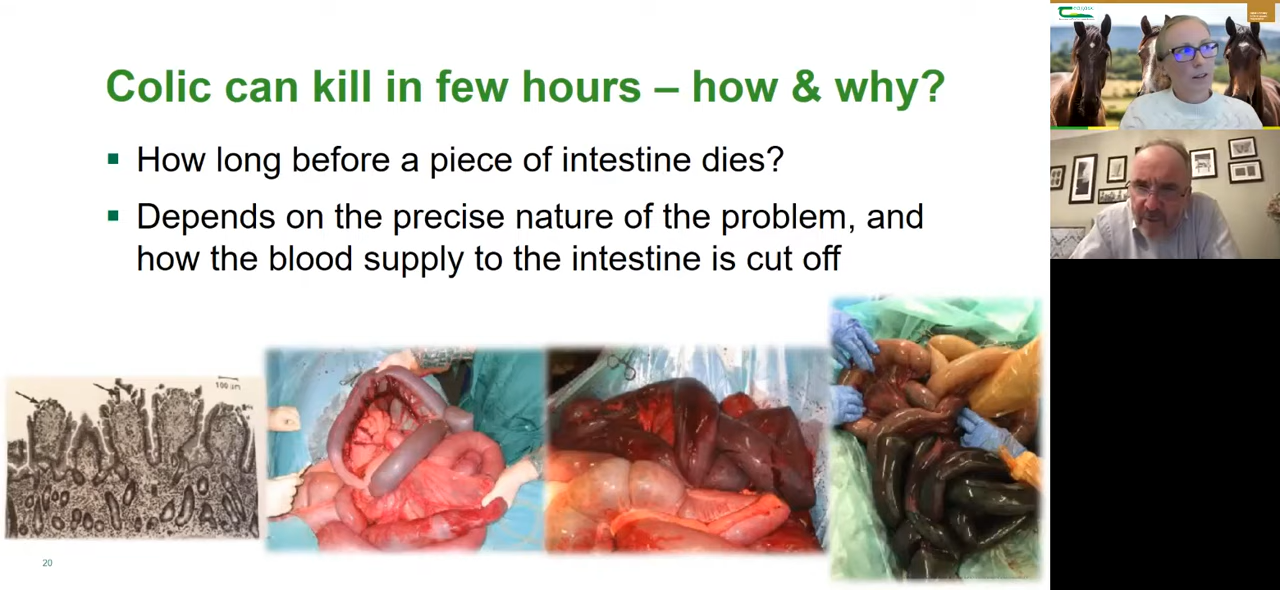 Colic can kill in few hours – how & why?
How long before a piece of intestine dies?
Depends on the precise nature of the problem, and
how the blood supply to the intestine is cut off
100 µm
20